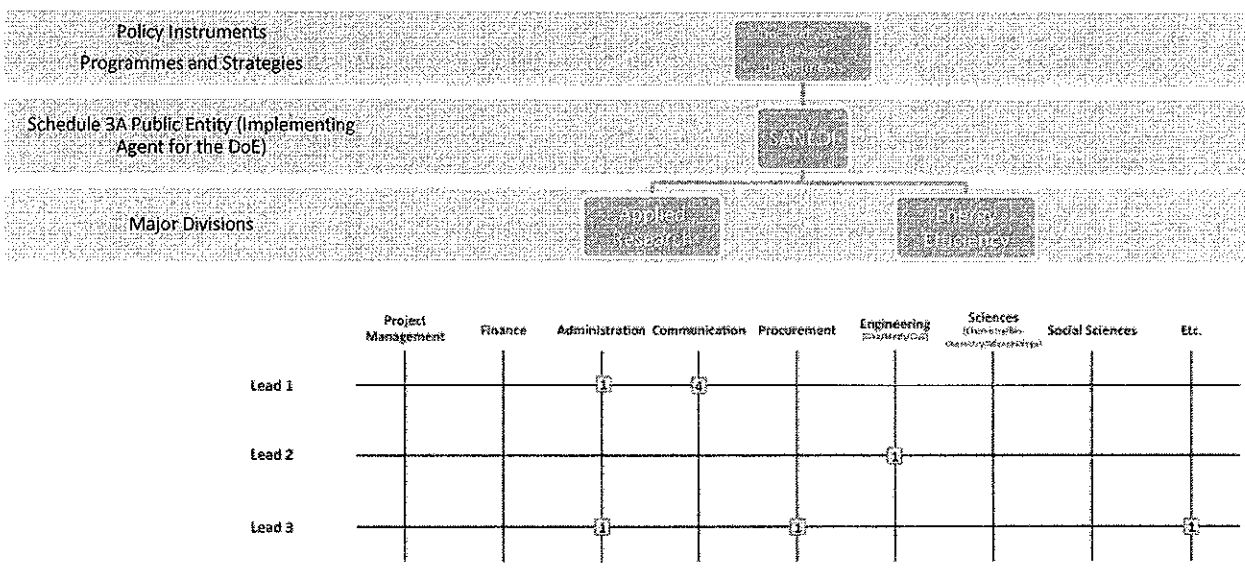 Policy Instruments
Programmes and Strategies
Schedule 3A Public Entity (Implementing
Agent for the DoE)
SANEDI
Major Divisions
Applied
Research
Energy
Efficiency
Project
Management
Finance
Administration
Communication
Procurement
Engineering
Sciences
Social Sciences
Etc.
Lead 1
1
4
Lead 2
1
Lead 3
1
1
1